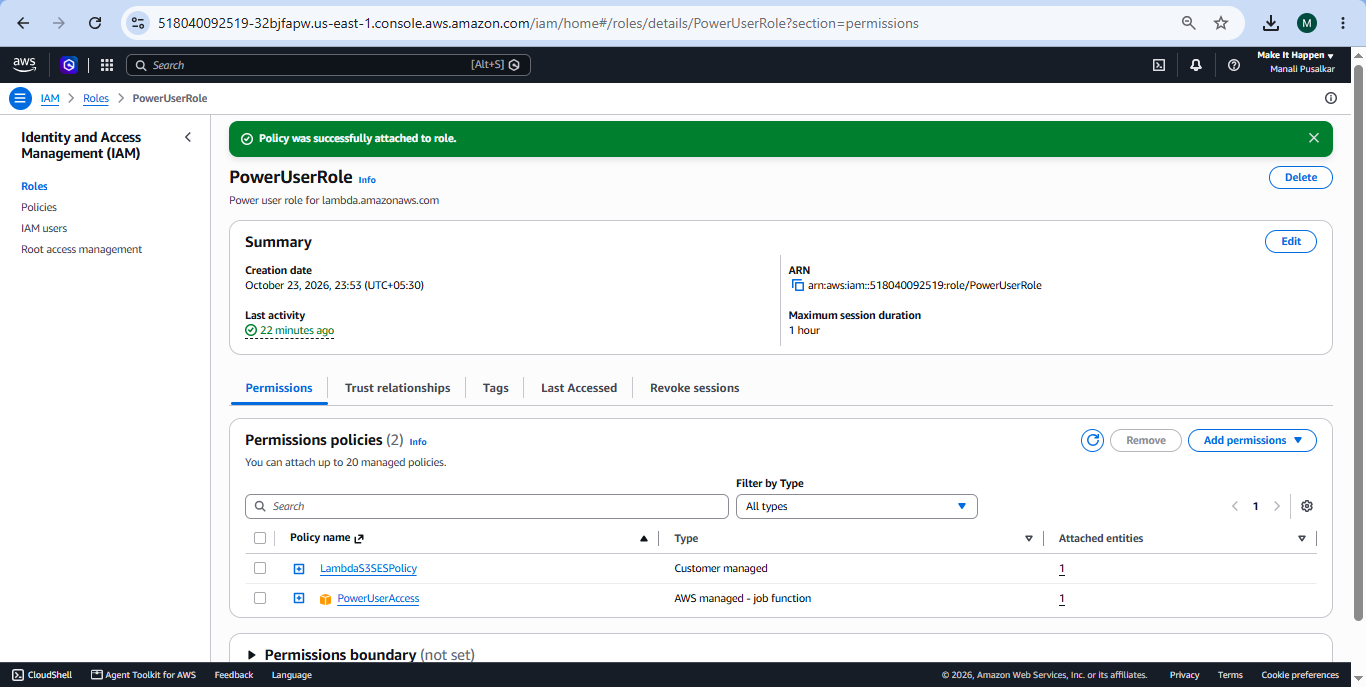 518040092519-32bjfapw.us-east-1.console.aws.amazon.com/iam/home#/roles/details/PowerUserRole?section=permissions
M
aws
Search [Alt+S]
Make It Happen
Manali Pusalkar
IAM > Roles > PowerUserRole
Identity and Access Management (IAM)
Roles
Policies
IAM users
Root access management
Policy was successfully attached to role.
PowerUserRole Info
Delete
Power user role for lambda.amazonaws.com
Summary
Edit
Creation date
October 23, 2026, 23:53 (UTC+05:30)
ARN
arn:aws:iam::518040092519:role/PowerUserRole
Last activity
22 minutes ago
Maximum session duration
1 hour
Permissions
Trust relationships
Tags
Last Accessed
Revoke sessions
Permissions policies (2) Info
Remove
Add permissions
You can attach up to 20 managed policies.
Filter by Type
Search
All types
1
Policy name
Type
Attached entities
LambdaS3SESPolicy
Customer managed
1
PowerUserAccess
AWS managed - job function
1
Permissions boundary (not set)
CloudShell
Agent Toolkit for AWS
Feedback
Language
© 2026, Amazon Web Services, Inc. or its affiliates.
Privacy
Terms
Cookie preferences